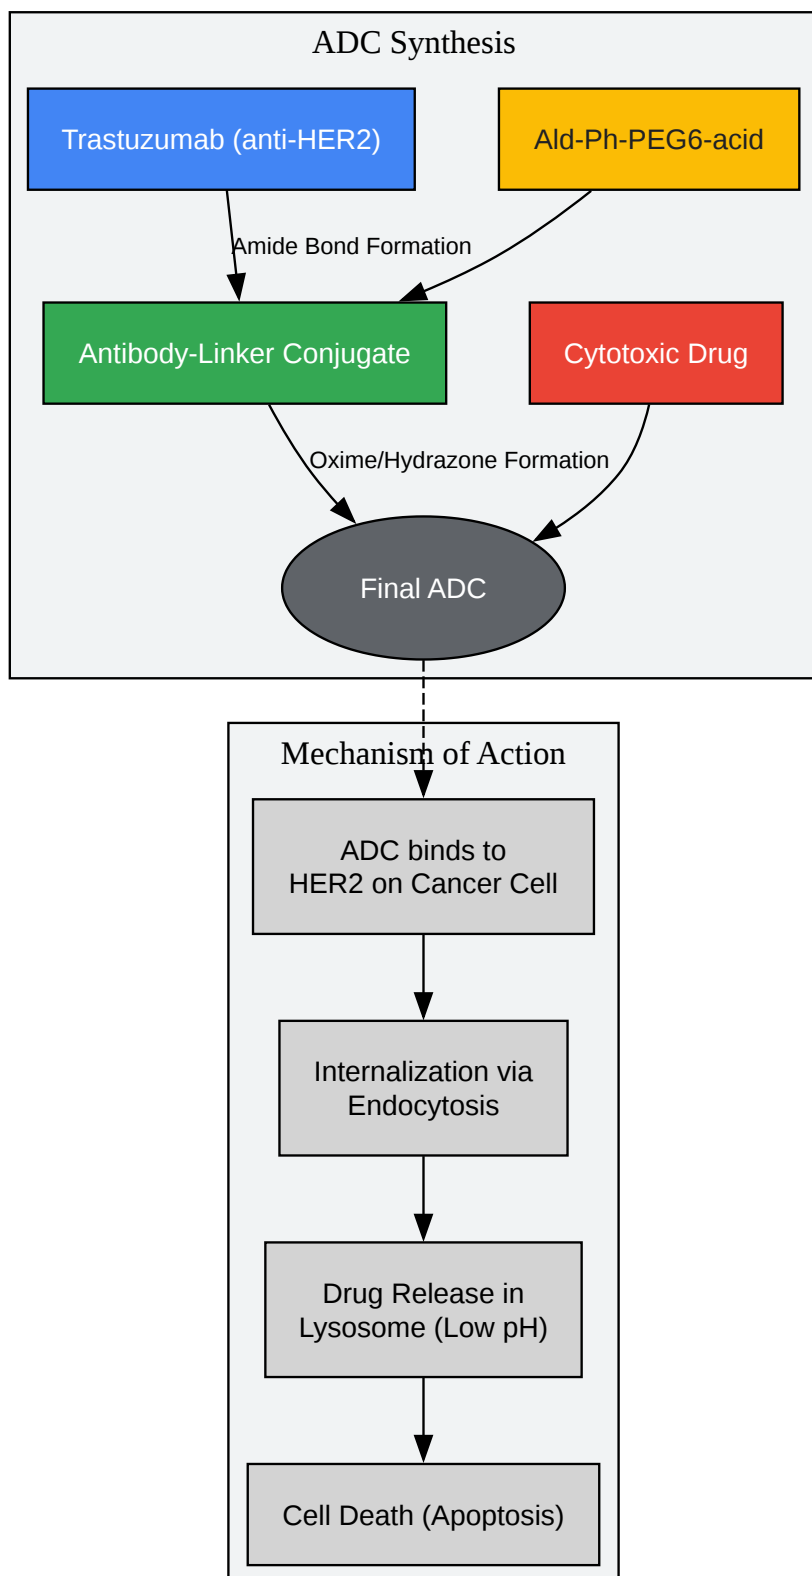 ADC Synthesis
Trastuzumab (anti-HER2)
Ald-Ph-PEG6-acid
Amide Bond Formation
Antibody-Linker Conjugate
Cytotoxic Drug
Oxime/Hydrazone Formation
Final ADC
Mechanism of Action
ADC binds to
HER2 on Cancer Cell
Internalization via
Endocytosis
Drug Release in
Lysosome (Low pH)
Cell Death (Apoptosis)